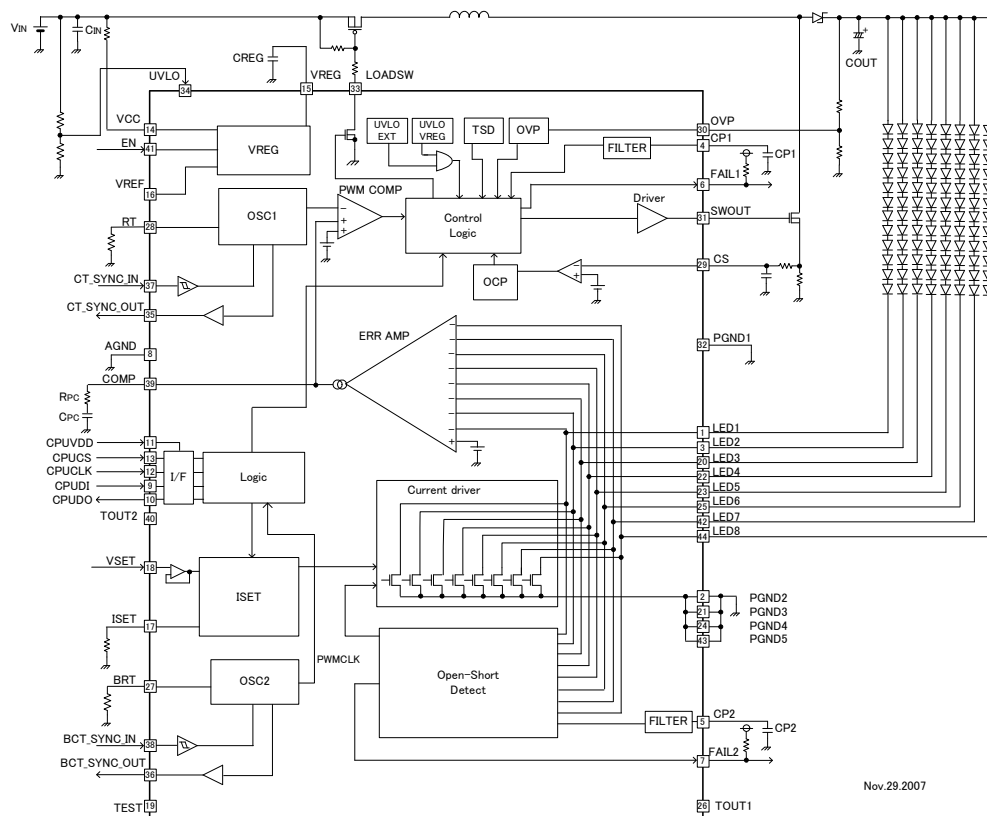 VIN
CIN
CREG
UVLO
34
VREG
15
LOADSW
33
COUT
VCC
14
EN
41
VREF
16
VREG
UVLO
EXT
UVLO
VREG
TSD
OVP
OVP
30
CP1
4
FILTER
CP1
FAIL1
6
RT
28
OSC1
PWM COMP
−
+
+
Control
Logic
Driver
SWOUT
31
CS
29
OCP
−
+
CT_SYNC_IN
37
CT_SYNC_OUT
35
ERR AMP
−
−
−
−
−
−
−
−
+
PGND1
32
AGND
8
COMP
39
RPC
CPC
CPUVDD
11
CPUCS
13
CPUCLK
12
CPUDI
9
CPUDO
10
I/F
Logic
TOUT2
40
LED1
1
LED2
3
LED3
20
LED4
22
LED5
23
LED6
25
LED7
42
LED8
44
Current driver
VSET
18
ISET
17
ISET
2
PGND2
21
PGND3
24
PGND4
43
PGND5
PWMCLK
BRT
27
OSC2
Open-Short
Detect
FILTER
CP2
5
CP2
FAIL2
7
BCT_SYNC_IN
38
BCT_SYNC_OUT
36
TEST
19
26
TOUT1
Nov.29.2007
+